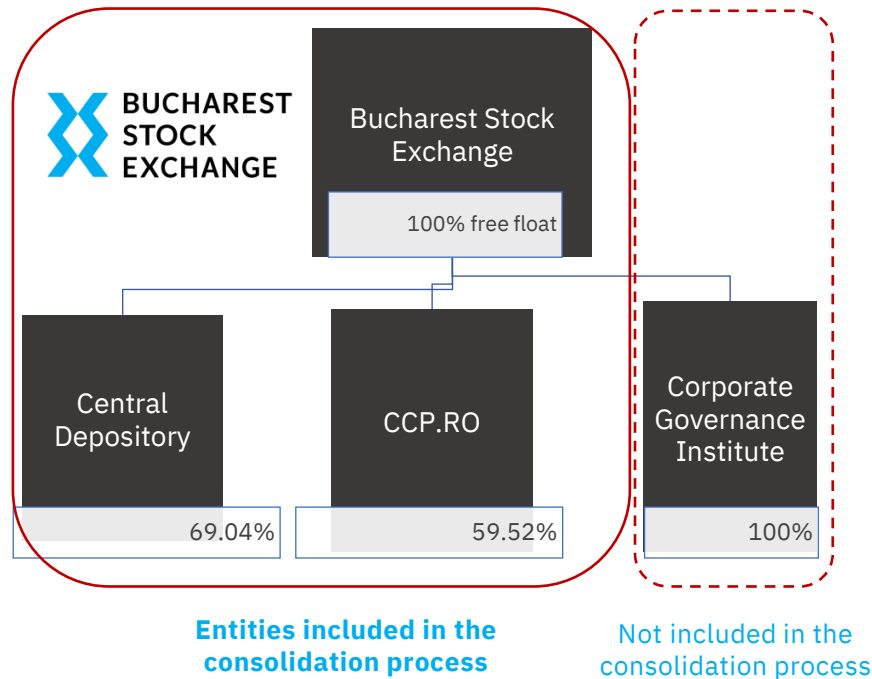 BUCHAREST
STOCK
EXCHANGE
Bucharest Stock
Exchange
100% free float
Central
Depository
69.04%
CCP.RO
59.52%
Corporate
Governance
Institute
100%
Entities included in the
consolidation process
Not included in the
consolidation process